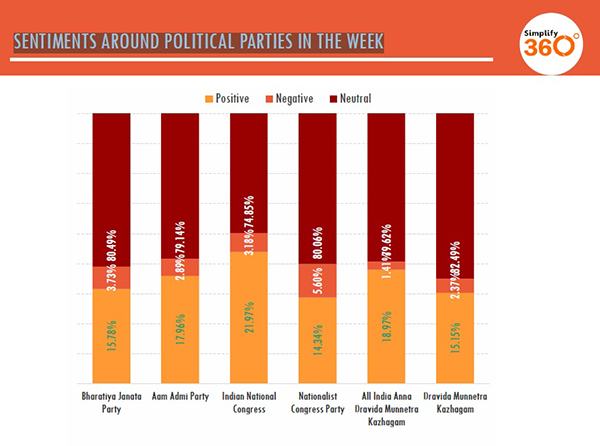 SENTIMENTS AROUND POLITICAL PARTIES IN THE WEEK
Simplify
360°
Positive Negative Neutral
80.49% 79.14% 74.85% 80.06% 79.62% 82.49%
3.73% 2.89% 3.18% 5.60% 1.41% 2.37%
15.78% 17.96% 21.97% 14.34% 18.97% 15.15%
Bharatiya Janata Party
Aam Admi Party
Indian National Congress
Nationalist Congress Party
All India Anna Dravida Munnetra Kazhagam
Dravida Munnetra Kazhagam